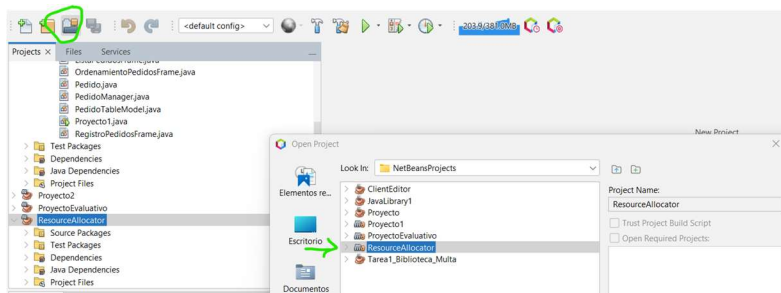 <default config>
203.9/381.0MB
Projects
Files
Services
ListaPedidosFrame.java
OrdenamientoPedidosFrame.java
Pedido.java
PedidoManager.java
PedidoTableModel.java
Proyecto1.java
RegistroPedidosFrame.java
Test Packages
Dependencies
Java Dependencies
Project Files
Proyecto2
ProyectoEvaluativo
ResourceAllocator
Source Packages
Test Packages
Dependencies
Java Dependencies
Project Files
New Project
Open Project
Look In: NetBeansProjects
Elementos re...
Escritorio
Documentos
ClientEditor
JavaLibrary1
Proyecto
Proyecto1
ProyectoEvaluativo
ResourceAllocator
Tarea1_Biblioteca_Multa
Project Name:
ResourceAllocator
Trust Project Build Script
Open Required Projects: